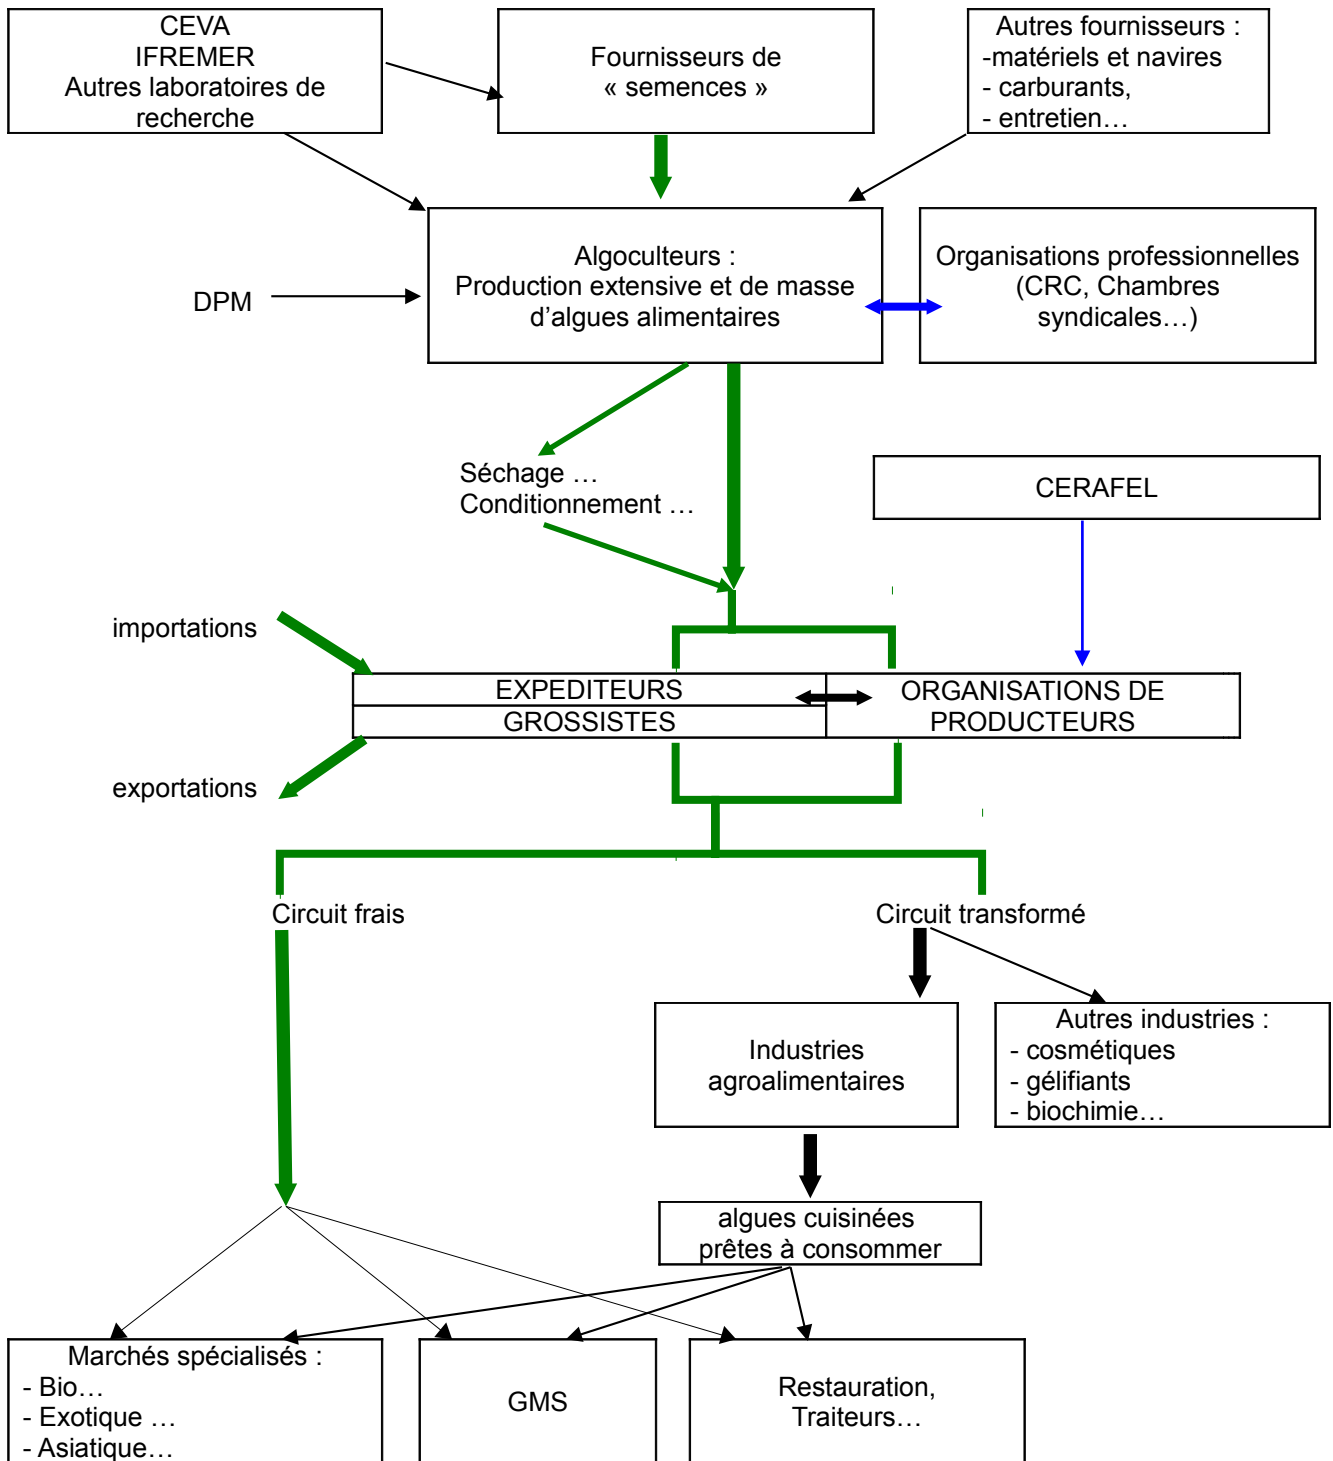 CEVA
IFREMER
Autres laboratoires de
recherche
Fournisseurs de
« semences »
Autres fournisseurs :
-matériels et navires
- carburants,
- entretien…
DPM
Algoculteurs :
Production extensive et de masse
d’algues alimentaires
Organisations professionnelles
(CRC, Chambres
syndicales…)
Séchage …
Conditionnement …
CERAFEL
importations
EXPEDITEURS
GROSSISTES
ORGANISATIONS DE
PRODUCTEURS
exportations
Circuit frais
Circuit transformé
Industries
agroalimentaires
Autres industries :
- cosmétiques
- gélifiants
- biochimie…
algues cuisinées
prêtes à consommer
Marchés spécialisés :
- Bio…
- Exotique …
- Asiatique…
GMS
Restauration,
Traiteurs…